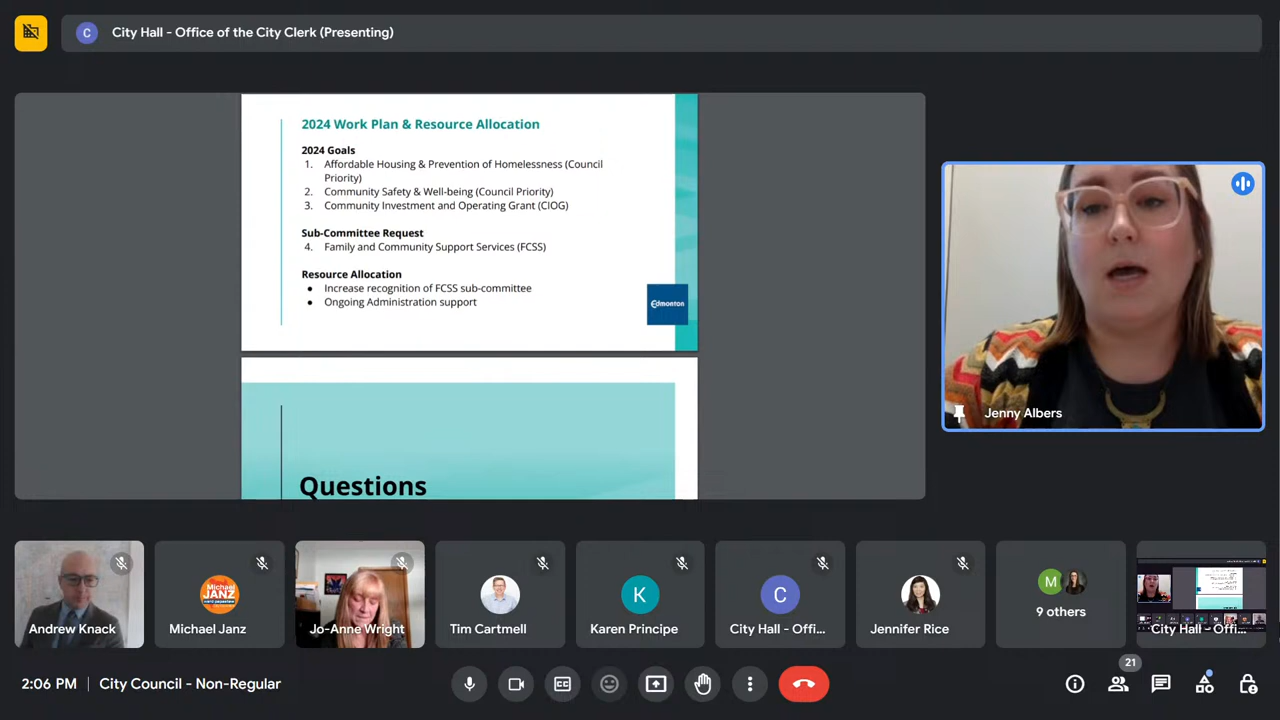 C
City Hall - Office of the City Clerk (Presenting)
2024 Work Plan & Resource Allocation
2024 Goals
1. Affordable Housing & Prevention of Homelessness (Council
Priority)
2. Community Safety & Well-being (Council Priority)
3. Community Investment and Operating Grant (CIOG)
Sub-Committee Request
4. Family and Community Support Services (FCSS)
Resource Allocation
● Increase recognition of FCSS sub-committee
● Ongoing Administration support
Edmonton
Questions
Jenny Albers
Andrew Knack
Michael
JANZ
Michael Janz
Jo-Anne Wright
Tim Cartmell
K
Karen Principe
C
City Hall - Offi...
Jennifer Rice
M
9 others
City Hall - Offi...
2:06 PM | City Council - Non-Regular
21